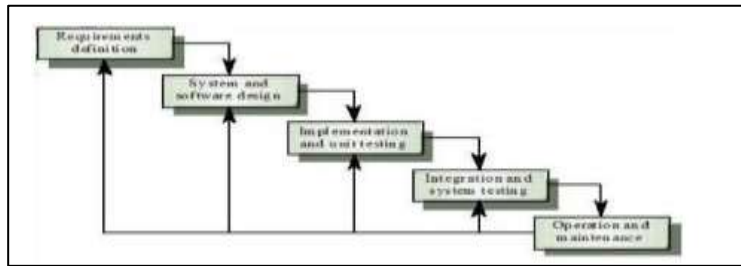 Requirements
definition
System and
software design
Implementation
and unit testing
Integration and
system testing
Operation and
maintenance